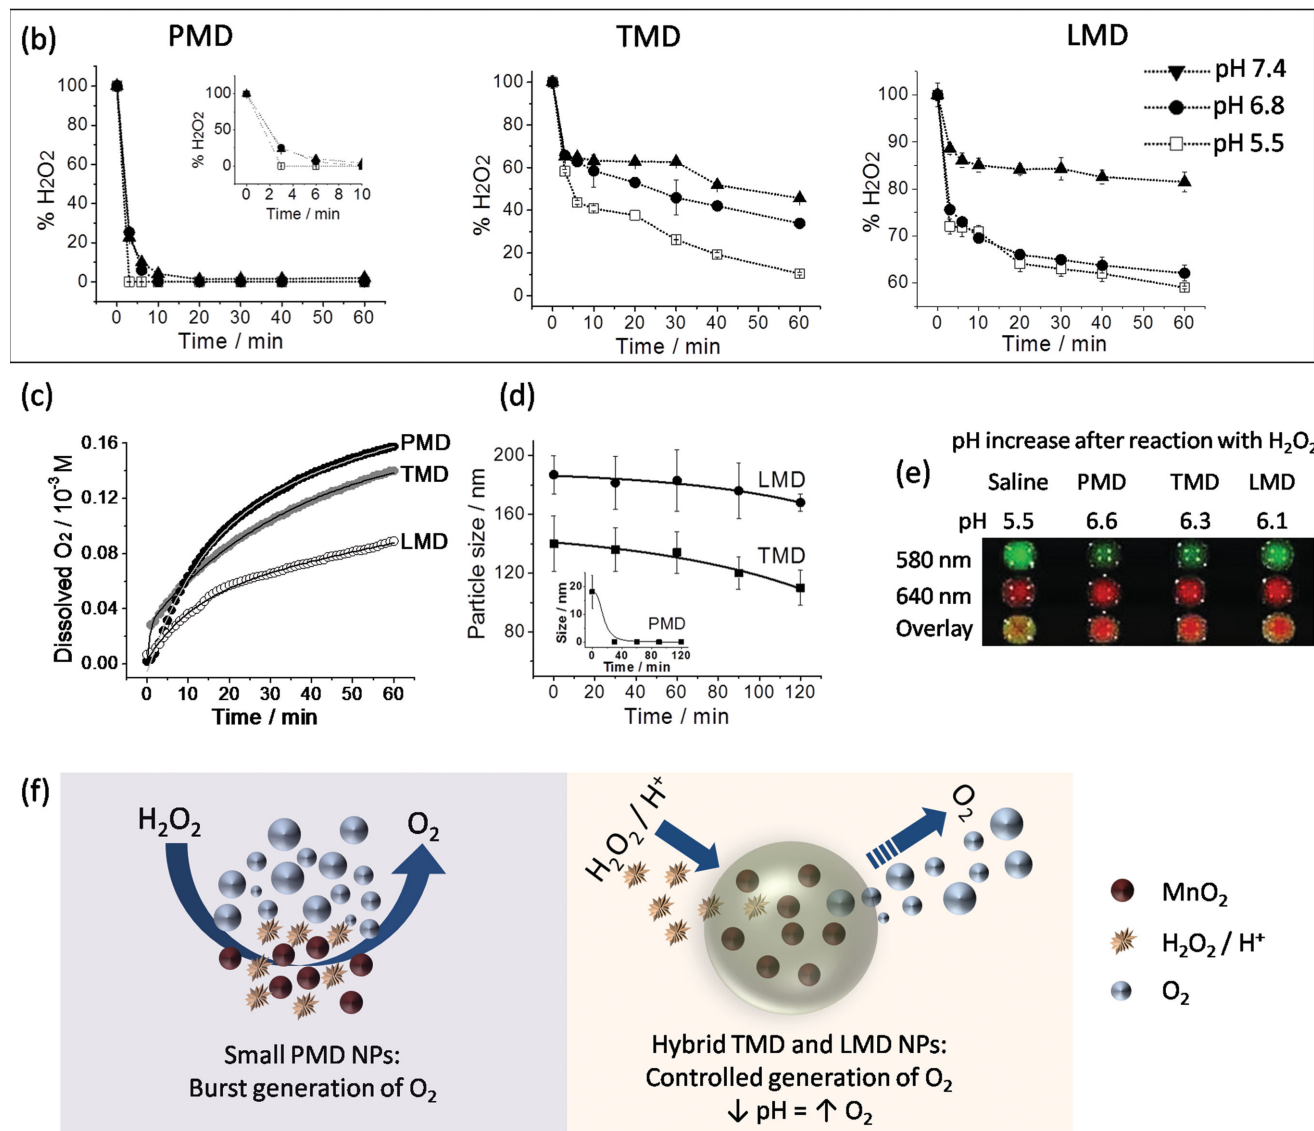 (b)
PMD
TMD
LMD
pH 7.4
pH 6.8
pH 5.5
% H2O2
100
80
60
40
20
0
0 10 20 30 40 50 60
Time / min
% H2O2
100
75
50
25
0
0 2 4 6 8 10
Time / min
% H2O2
100
80
60
40
20
0
0 10 20 30 40 50 60
Time / min
% H2O2
100
90
80
70
60
0 10 20 30 40 50 60
Time / min
(c)
Dissolved O₂ / 10⁻³ M
0.16
0.12
0.08
0.04
0.00
PMD
TMD
LMD
0 10 20 30 40 50 60
Time / min
(d)
Particle size / nm
200
160
120
80
LMD
TMD
0 20 40 60 80 100 120
Time / min
Size / nm
20
10
0
PMD
0 40 80 120
Time / min
(e)
pH increase after reaction with H₂O₂
Saline PMD TMD LMD
pH 5.5 6.6 6.3 6.1
580 nm
640 nm
Overlay
(f)
H₂O₂
O₂
Small PMD NPs:
Burst generation of O₂
H₂O₂ / H⁺
O₂
Hybrid TMD and LMD NPs:
Controlled generation of O₂
↓ pH = ↑ O₂
MnO₂
H₂O₂ / H⁺
O₂